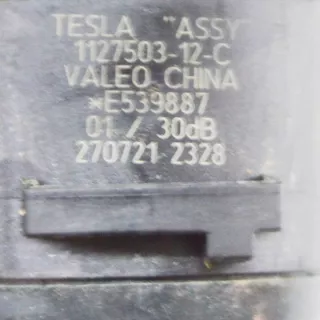 TESLA "ASSY"
1127503-12-C
VALEO CHINA
*E539887
01 / 30dB
270721 2328